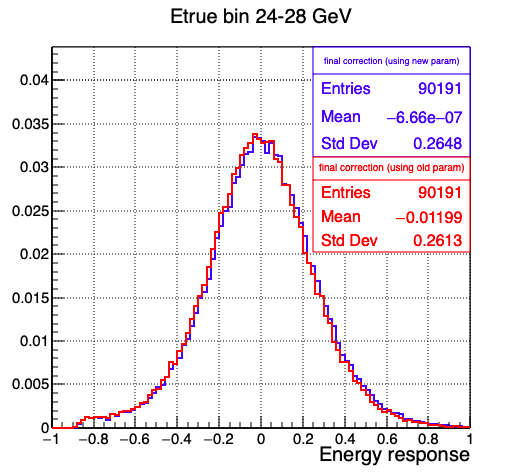 Etrue bin 24-28 GeV
final correction (using new param)
Entries 90191
Mean −6.66e−07
Std Dev 0.2648
final correction (using old param)
Entries 90191
Mean −0.01199
Std Dev 0.2613
0.04
0.035
0.03
0.025
0.02
0.015
0.01
0.005
0
−1 −0.8 −0.6 −0.4 −0.2 0 0.2 0.4 0.6 0.8 1
Energy response